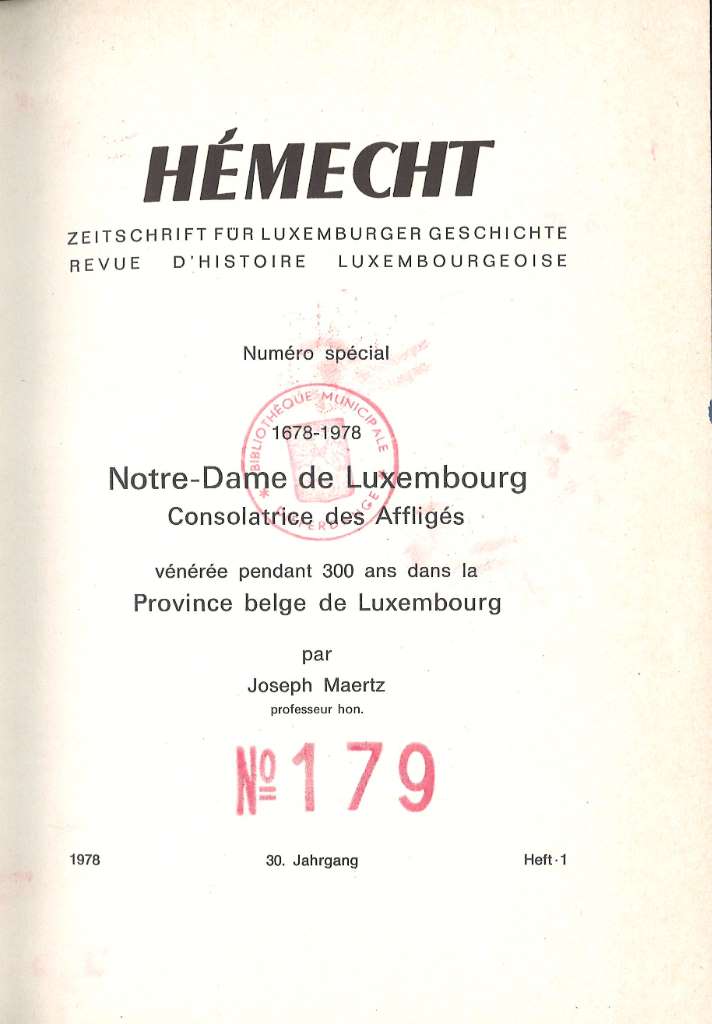 HÉMECHT
ZEITSCHRIFT FÜR LUXEMBURGER GESCHICHTE
REVUE D'HISTOIRE LUXEMBOURGEOISE
Numéro spécial
BIBLIOTHÈQUE MUNICIPALE
1678-1978
Notre-Dame de Luxembourg
Consolatrice des Affligés
vénérée pendant 300 ans dans la
Province belge de Luxembourg
par
Joseph Maertz
professeur hon.
Nº 179
1978 30. Jahrgang Heft·1